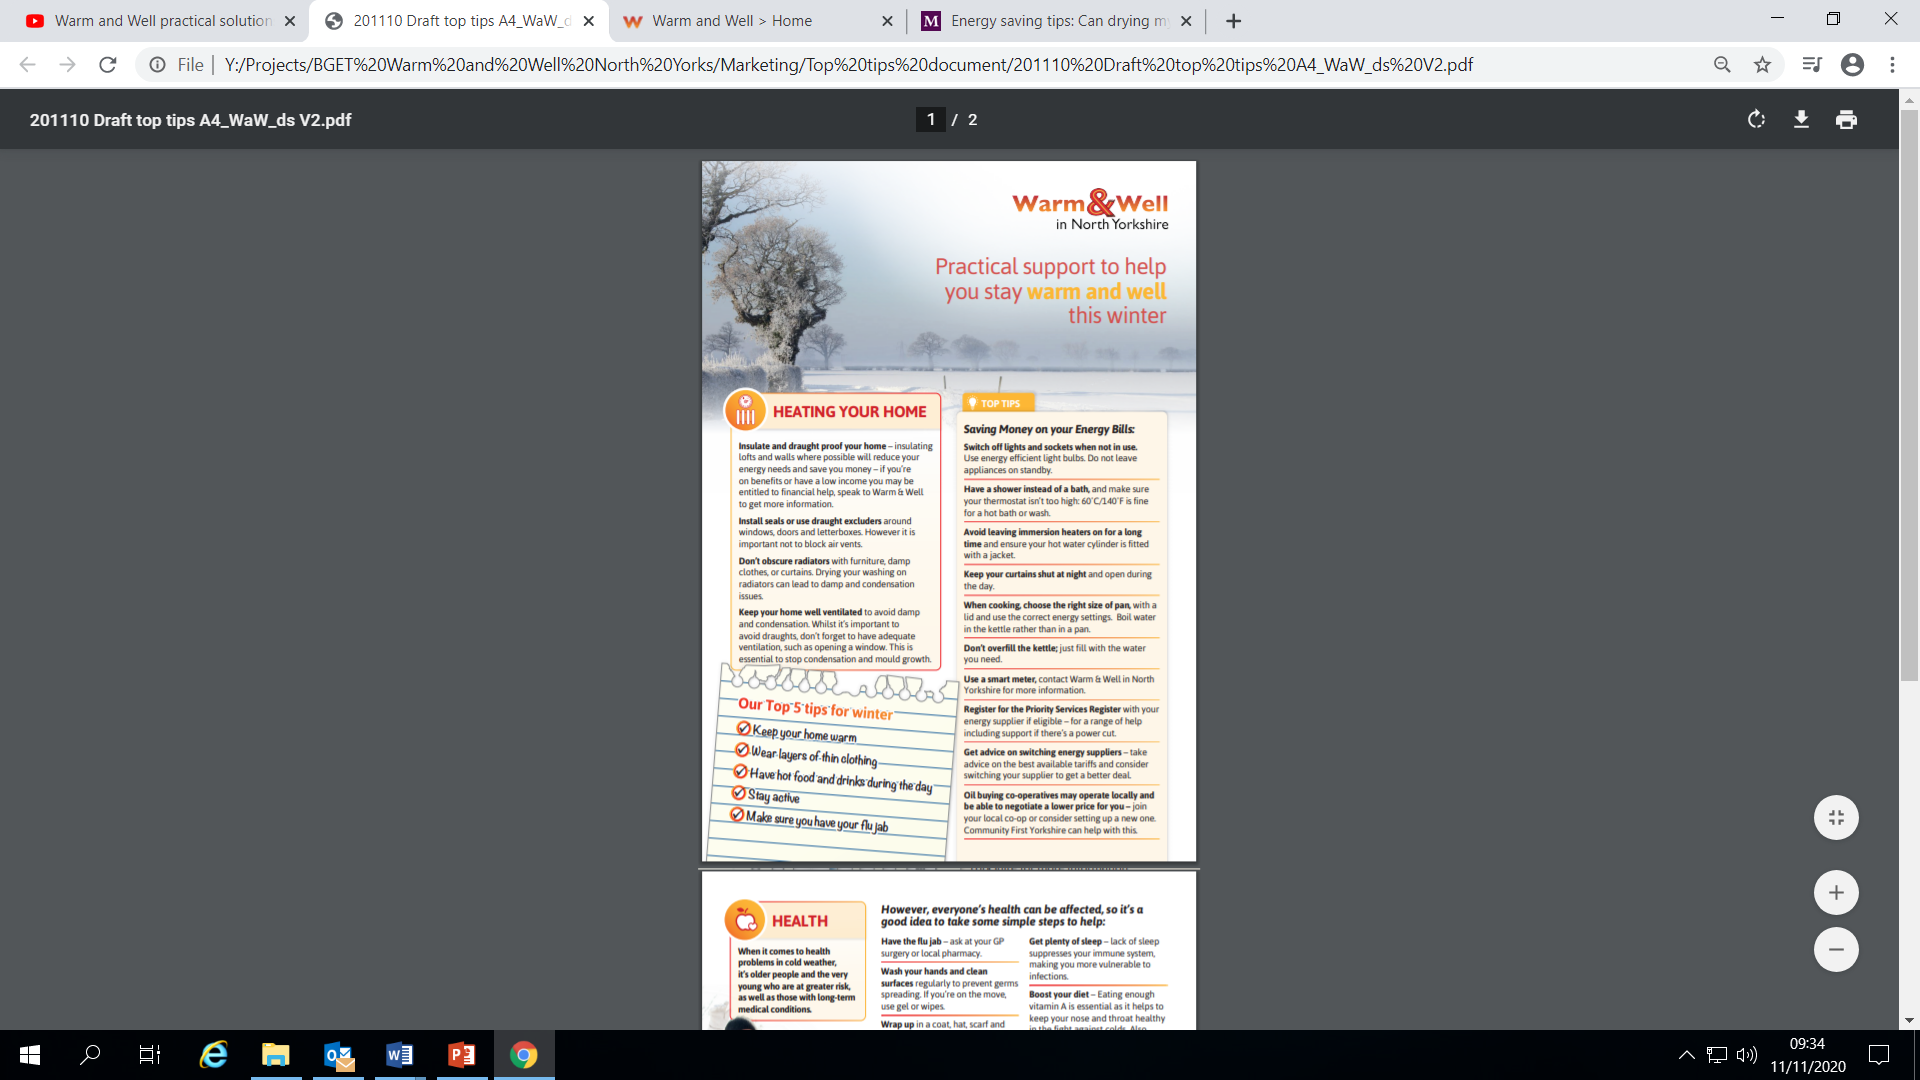 Warm and Well practical solution
201110 Draft top tips A4_WaW_d
Warm and Well > Home
Energy saving tips: Can drying m
File
Y:/Projects/BGET%20Warm%20and%20Well%20North%20Yorks/Marketing/Top%20tips%20document/201110%20Draft%20top%20tips%20A4_WaW_ds%20V2.pdf
201110 Draft top tips A4_WaW_ds V2.pdf
1 / 2
Warm&Well
in North Yorkshire
Practical support to help
you stay warm and well
this winter
HEATING YOUR HOME
Insulate and draught proof your home – insulating
lofts and walls where possible will reduce your
energy needs and save you money – if you're
on benefits or have a low income you may be
entitled to financial help, speak to Warm & Well
to get more information.
Install seals or use draught excluders around
windows, doors and letterboxes. However it is
important not to block air vents.
Don't obscure radiators with furniture, damp
clothes, or curtains. Drying your washing on
radiators can lead to damp and condensation
issues.
Keep your home well ventilated to avoid damp
and condensation. Whilst it's important to
avoid draughts, don't forget to have adequate
ventilation, such as opening a window. This is
essential to stop condensation and mould growth.
Our Top 5 tips for winter
Keep your home warm
Wear layers of thin clothing
Have hot food and drinks during the day
Stay active
Make sure you have your flu jab
TOP TIPS
Saving Money on your Energy Bills:
Switch off lights and sockets when not in use.
Use energy efficient light bulbs. Do not leave
appliances on standby.
Have a shower instead of a bath, and make sure
your thermostat isn't too high: 60°C/140°F is fine
for a hot bath or wash.
Avoid leaving immersion heaters on for a long
time and ensure your hot water cylinder is fitted
with a jacket.
Keep your curtains shut at night and open during
the day.
When cooking, choose the right size of pan, with a
lid and use the correct energy settings. Boil water
in the kettle rather than in a pan.
Don't overfill the kettle; just fill with the water
you need.
Use a smart meter, contact Warm & Well in North
Yorkshire for more information.
Register for the Priority Services Register with your
energy supplier if eligible – for a range of help
including support if there's a power cut.
Get advice on switching energy suppliers – take
advice on the best available tariffs and consider
switching your supplier to get a better deal.
Oil buying co-operatives may operate locally and
be able to negotiate a lower price for you – join
your local co-op or consider setting up a new one.
Community First Yorkshire can help with this.
HEALTH
When it comes to health
problems in cold weather,
it's older people and the very
young who are at greater risk,
as well as those with long-term
medical conditions.
However, everyone's health can be affected, so it's a
good idea to take some simple steps to help:
Have the flu jab – ask at your GP
surgery or local pharmacy.
Wash your hands and clean
surfaces regularly to prevent germs
spreading. If you're on the move,
use gel or wipes.
Wrap up in a coat, hat, scarf and
Get plenty of sleep – lack of sleep
suppresses your immune system,
making you more vulnerable to
infections.
Boost your diet – Eating enough
vitamin A is essential as it helps to
keep your nose and throat healthy
in the fight against colds. Also
09:34
11/11/2020